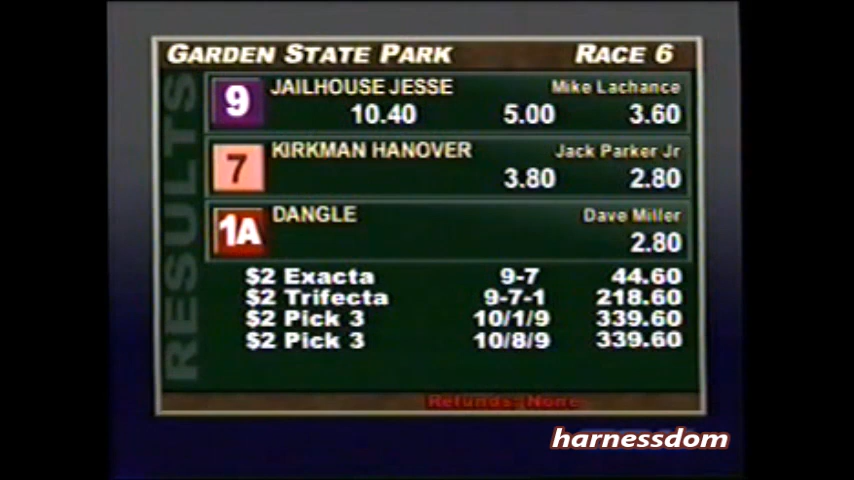 GARDEN STATE PARK RACE 6
RESULTS
9 JAILHOUSE JESSE Mike Lachance
10.40 5.00 3.60
7 KIRKMAN HANOVER Jack Parker Jr
3.80 2.80
1A DANGLE Dave Miller
2.80
$2 Exacta 9-7 44.60
$2 Trifecta 9-7-1 218.60
$2 Pick 3 10/1/9 339.60
$2 Pick 3 10/8/9 339.60
Refunds: None
harnessdom